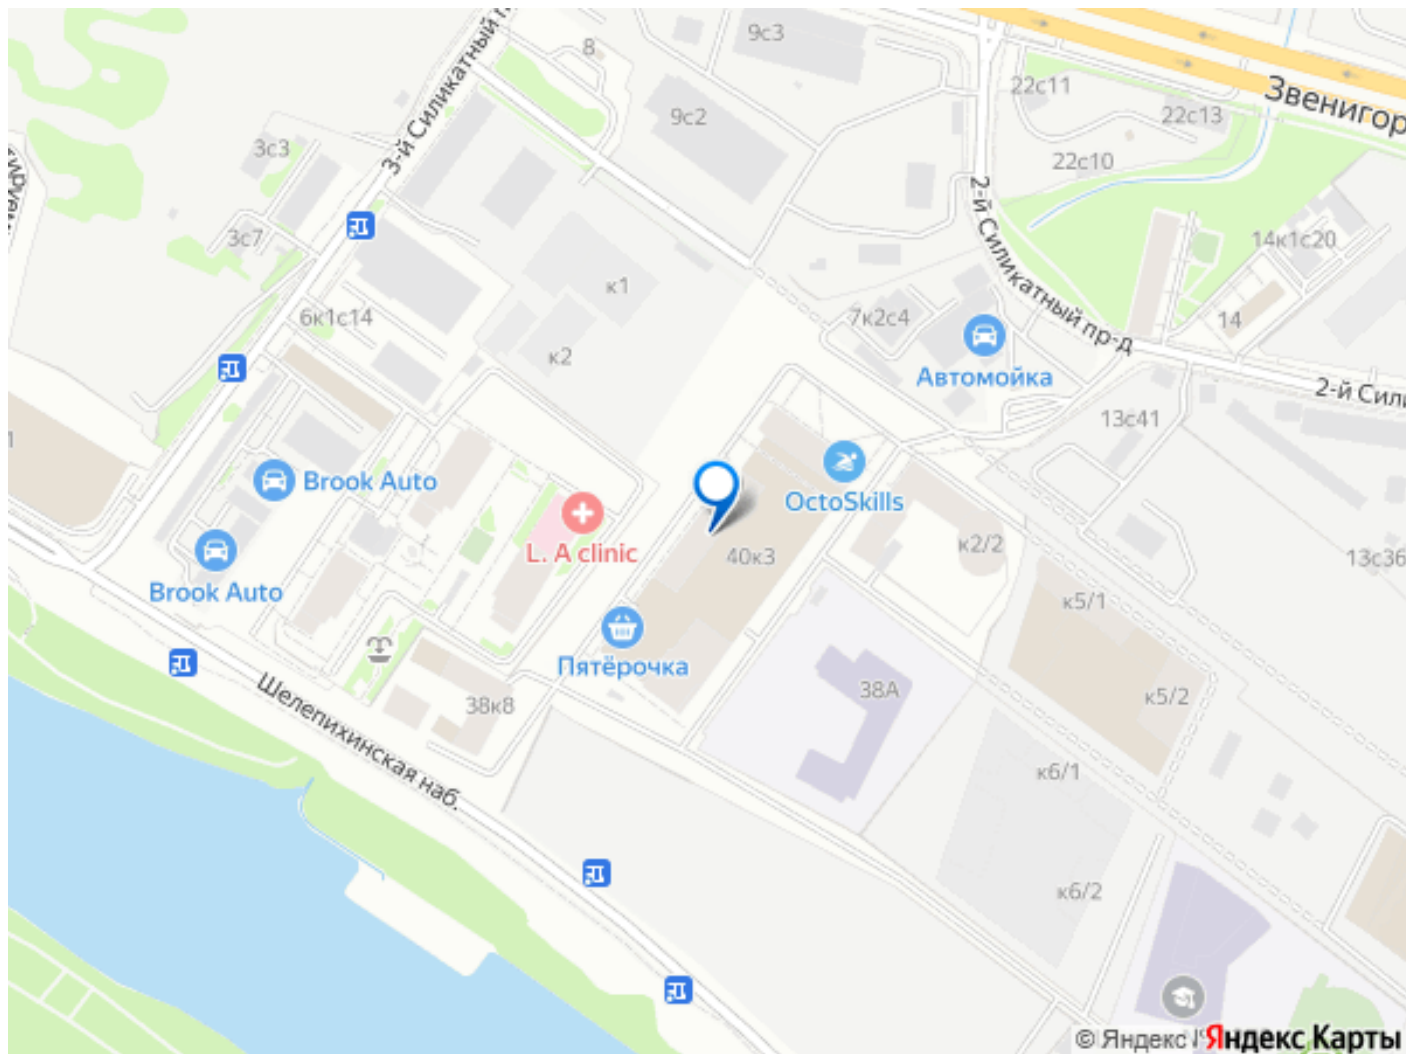 3-й Силикатный п
9с3
8
22с11
Звенигор
22с13
9с2
3с3
22с10
2-й Силикатный пр-д
3с7
14к1с20
к1
6к1с14
7к2с4
14
к2
Автомойка
2-й Сили
13с41
Brook Auto
OctoSkills
L. A clinic
40к3
к2/2
13с36
Brook Auto
к5/1
Пятёрочка
38А
к5/2
38к8
Шелепихинская наб.
к6/1
к6/2
© Яндекс
Яндекс Карты